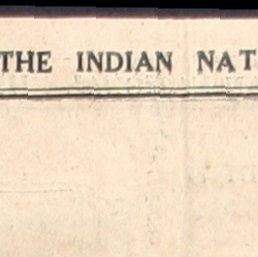 THE INDIAN NAT